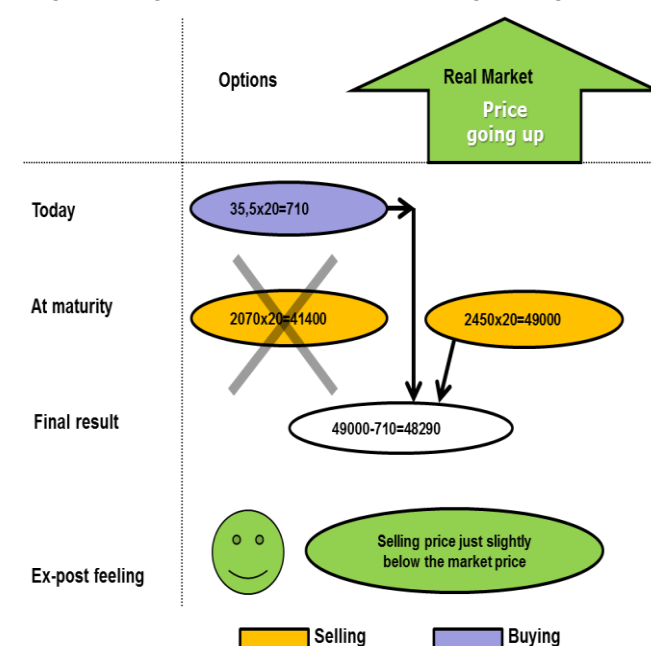 Options
Real Market
Price
going up
Today
35,5x20=710
At maturity
2070x20=41400
2450x20=49000
Final result
49000-710=48290
Ex-post feeling
Selling price just slightly
below the market price
Selling
Buying